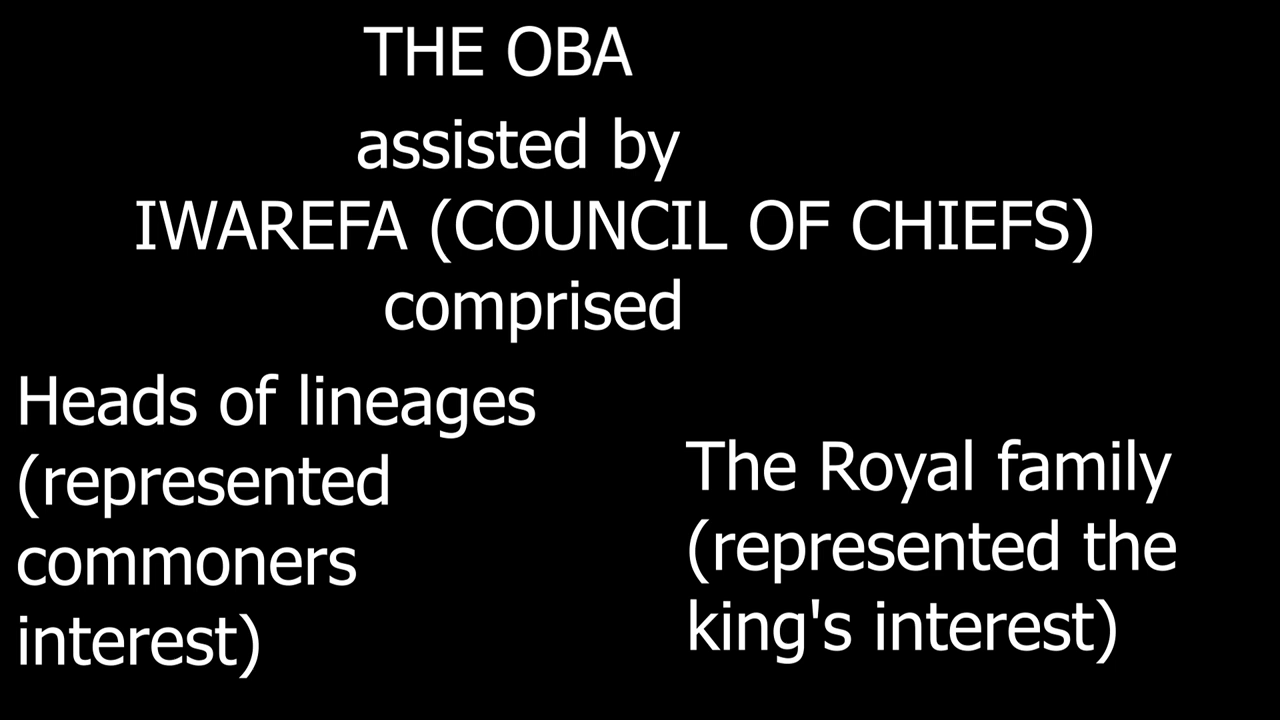 THE OBA
assisted by
IWAREFA (COUNCIL OF CHIEFS)
comprised
Heads of lineages
(represented
commoners
interest)
The Royal family
(represented the
king's interest)